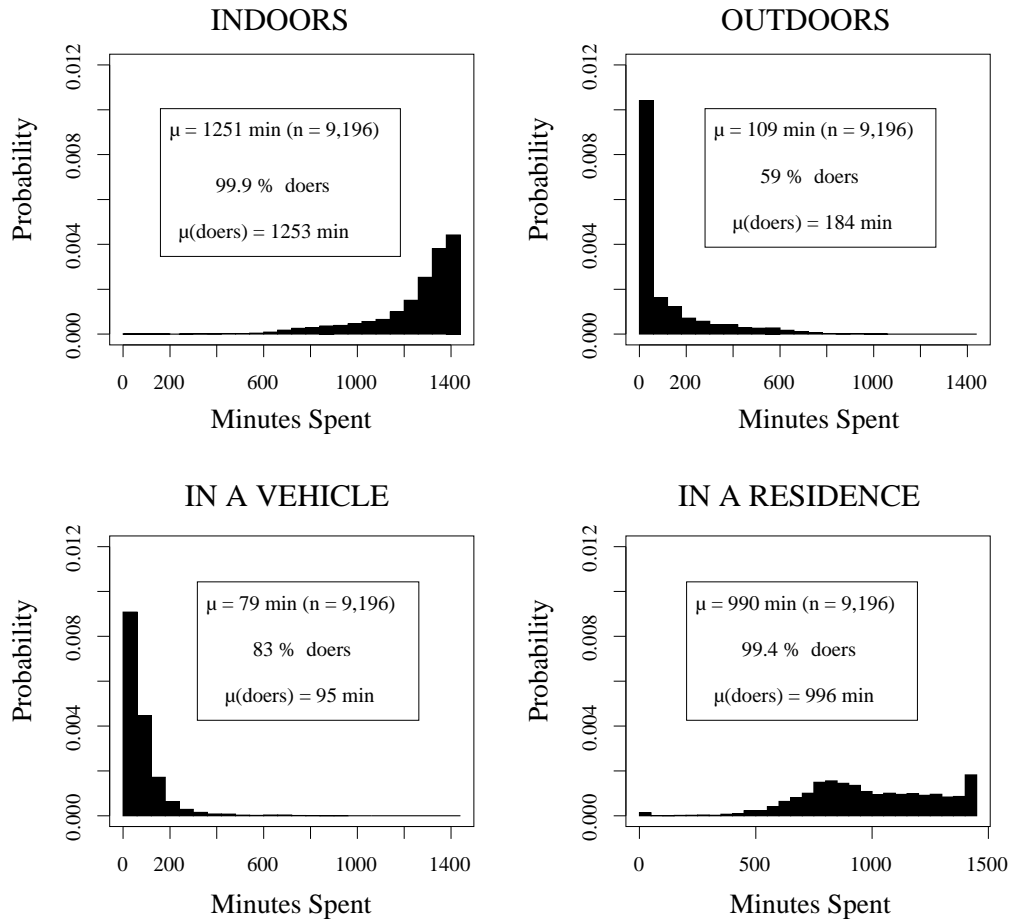 INDOORS
0.012
0.008
0.004
0.000
Probability
μ = 1251 min (n = 9,196)
99.9 % doers
μ(doers) = 1253 min
0 200 600 1000 1400
Minutes Spent
OUTDOORS
0.012
0.008
0.004
0.000
Probability
μ = 109 min (n = 9,196)
59 % doers
μ(doers) = 184 min
0 200 600 1000 1400
Minutes Spent
IN A VEHICLE
0.012
0.008
0.004
0.000
Probability
μ = 79 min (n = 9,196)
83 % doers
μ(doers) = 95 min
0 200 600 1000 1400
Minutes Spent
IN A RESIDENCE
0.012
0.008
0.004
0.000
Probability
μ = 990 min (n = 9,196)
99.4 % doers
μ(doers) = 996 min
0 500 1000 1500
Minutes Spent